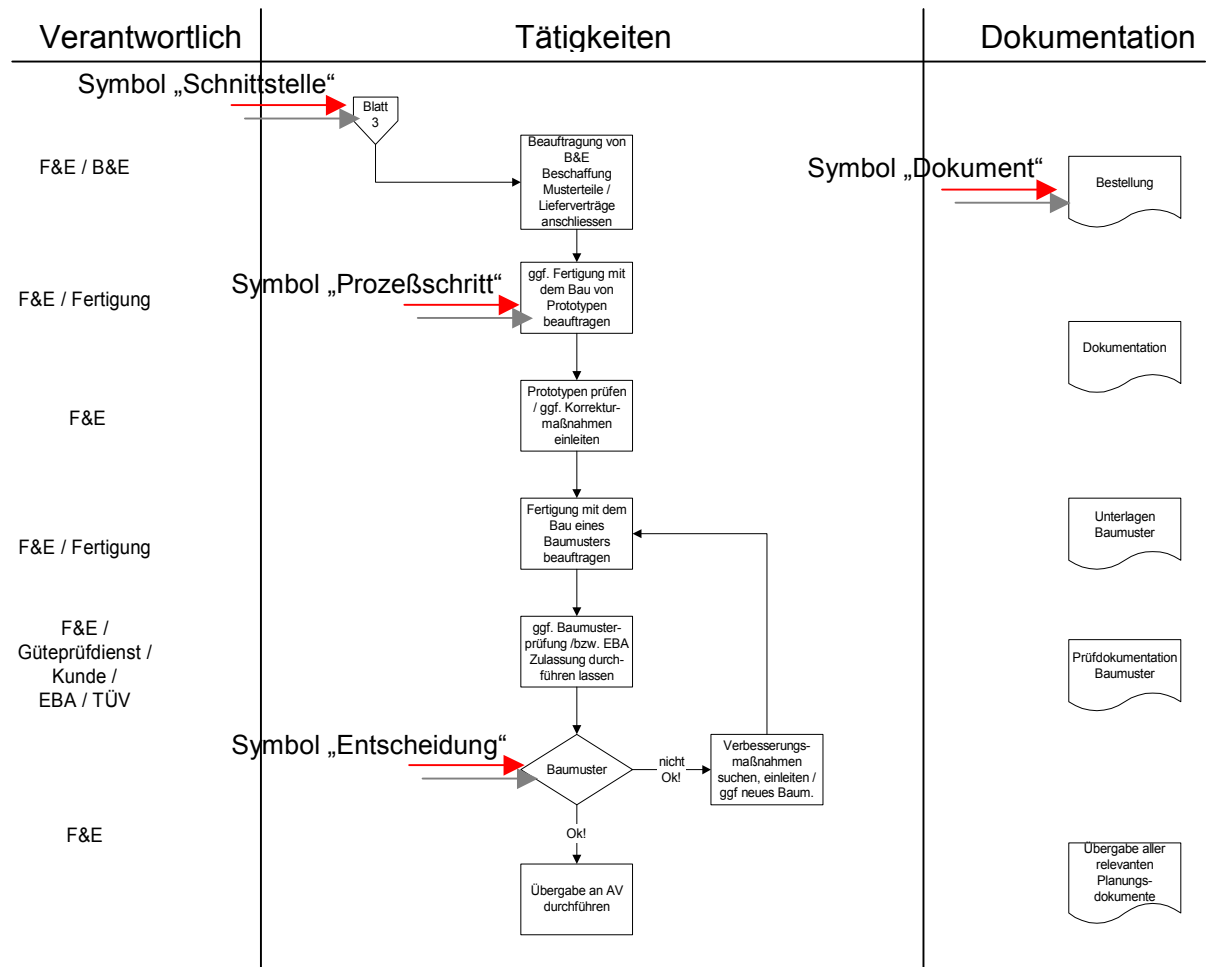 Verantwortlich
Tätigkeiten
Dokumentation
Symbol „Schnittstelle“
Blatt
3
F&E / B&E
Beauftragung von
B&E
Beschaffung
Musterteile /
Lieferverträge
anschliessen
Symbol „Dokument“
Bestellung
F&E / Fertigung
Symbol „Prozeßschritt“
ggf. Fertigung mit
dem Bau von
Prototypen
beauftragen
Dokumentation
F&E
Prototypen prüfen
/ ggf. Korrektur-
maßnahmen
einleiten
F&E / Fertigung
Fertigung mit dem
Bau eines
Baumusters
beauftragen
Unterlagen
Baumuster
F&E /
Güteprüfdienst /
Kunde /
EBA / TÜV
ggf. Baumuster-
prüfung /bzw. EBA
Zulassung durch-
führen lassen
Prüfdokumentation
Baumuster
Symbol „Entscheidung“
Baumuster
nicht
Ok!
Verbesserungs-
maßnahmen
suchen, einleiten /
ggf neues Baum.
F&E
Ok!
Übergabe an AV
durchführen
Übergabe aller
relevanten
Planungs-
dokumente